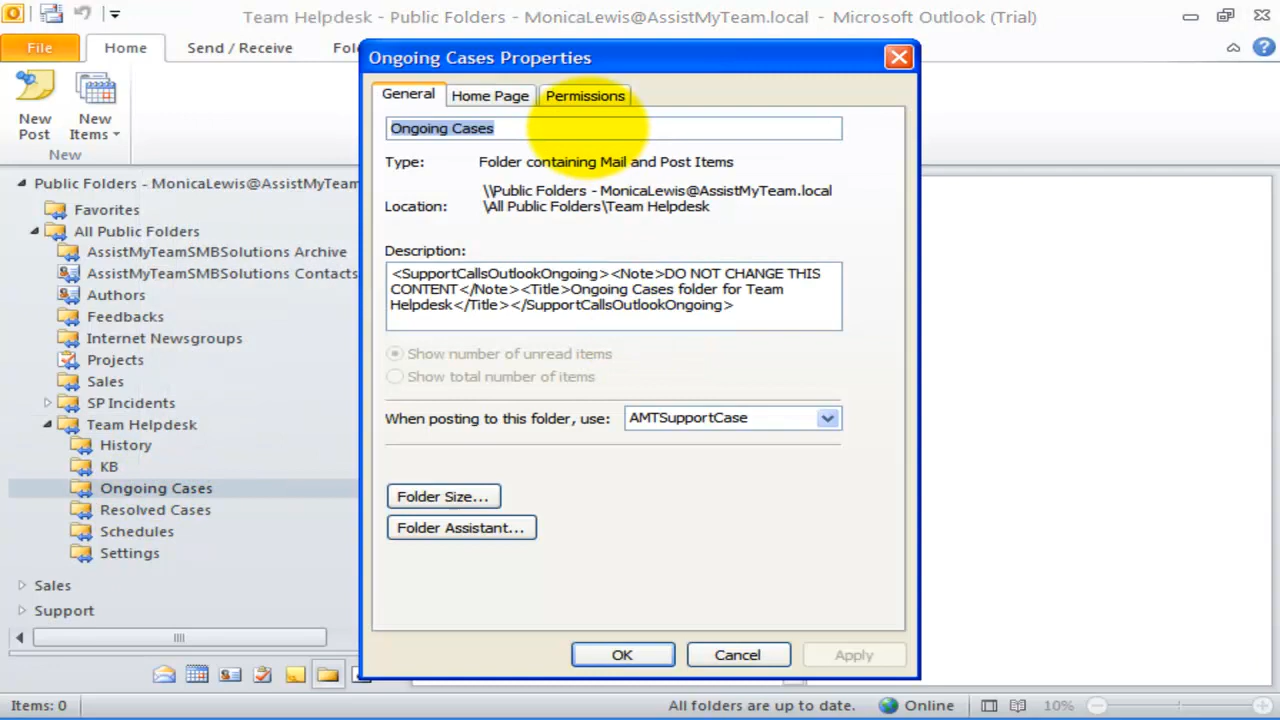 Team Helpdesk - Public Folders - MonicaLewis@AssistMyTeam.local - Microsoft Outlook (Trial)
File
Home
Send / Receive
Fol
New Post
New Items
New
Public Folders - MonicaLewis@AssistMyTeam
Favorites
All Public Folders
AssistMyTeamSMBSolutions Archive
AssistMyTeamSMBSolutions Contacts
Authors
Feedbacks
Internet Newsgroups
Projects
Sales
SP Incidents
Team Helpdesk
History
KB
Ongoing Cases
Resolved Cases
Schedules
Settings
Sales
Support
Ongoing Cases Properties
General
Home Page
Permissions
Ongoing Cases
Type: Folder containing Mail and Post Items
\\Public Folders - MonicaLewis@AssistMyTeam.local
Location: \All Public Folders\Team Helpdesk
Description:
<SupportCallsOutlookOngoing><Note>DO NOT CHANGE THIS
CONTENT</Note><Title>Ongoing Cases folder for Team
Helpdesk</Title></SupportCallsOutlookOngoing>
Show number of unread items
Show total number of items
When posting to this folder, use: AMTSupportCase
Folder Size...
Folder Assistant...
OK
Cancel
Apply
Items: 0
All folders are up to date.
Online
10%